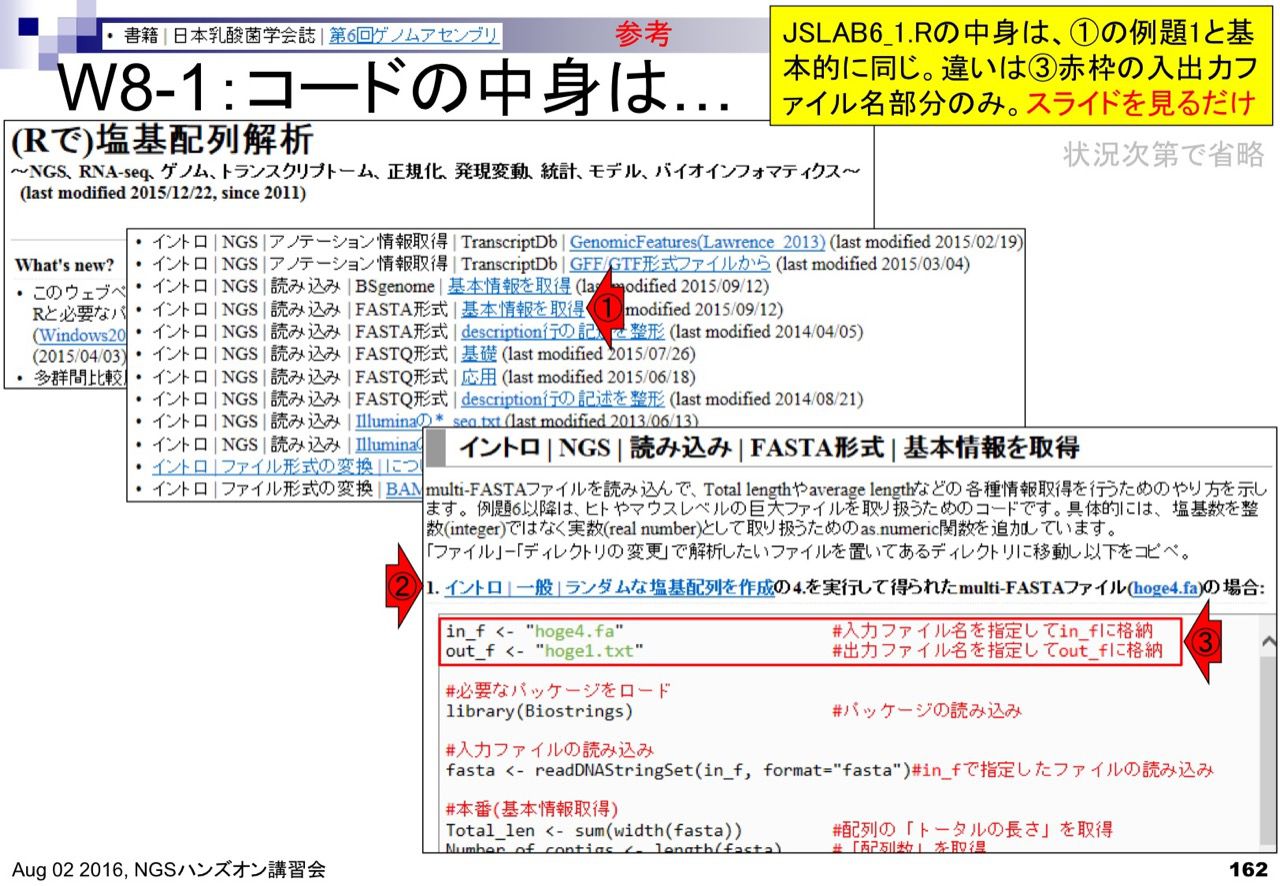 • 書籍 | 日本乳酸菌学会誌 | 第6回ゲノムアセンブリ
参考
W8-1：コードの中身は…
JSLAB6_1.Rの中身は、①の例題1と基
本的に同じ。違いは③赤枠の入出力フ
ァイル名部分のみ。スライドを見るだけ
状況次第で省略
(Rで)塩基配列解析
～NGS、RNA-seq、ゲノム、トランスクリプトーム、正規化、発現変動、統計、モデル、バイオインフォマティクス～
(last modified 2015/12/22, since 2011)
What's new?
• このウェブペ
Rと必要なパ
(Windows20
(2015/04/03)
• 多群間比較
• イントロ | NGS | アノテーション情報取得 | TranscriptDb | GenomicFeatures(Lawrence_2013) (last modified 2015/02/19)
• イントロ | NGS | アノテーション情報取得 | TranscriptDb | GFF/GTF形式ファイルから (last modified 2015/03/04)
• イントロ | NGS | 読み込み | BSgenome | 基本情報を取得 (las modified 2015/09/12)
• イントロ | NGS | 読み込み | FASTA形式 | 基本情報を取得 ① modified 2015/09/12)
• イントロ | NGS | 読み込み | FASTA形式 | description行の記述を整形 (last modified 2014/04/05)
• イントロ | NGS | 読み込み | FASTQ形式 | 基礎 (last modified 2015/07/26)
• イントロ | NGS | 読み込み | FASTQ形式 | 応用 (last modified 2015/06/18)
• イントロ | NGS | 読み込み | FASTQ形式 | description行の記述を整形 (last modified 2014/08/21)
• イントロ | NGS | 読み込み | Illuminaの*_seq.txt (last modified 2013/06/13)
• イントロ | NGS | 読み込み | Illuminaの
• イントロ | ファイル形式の変換 | につい
• イントロ | ファイル形式の変換 | BAM
イントロ | NGS | 読み込み | FASTA形式 | 基本情報を取得
multi-FASTAファイルを読み込んで、Total lengthやaverage lengthなどの各種情報取得を行うためのやり方を示し
ます。例題6以降は、ヒトやマウスレベルの巨大ファイルを取り扱うためのコードです。具体的には、塩基数を整
数(integer)ではなく実数(real number)として取り扱うためのas.numeric関数を追加しています。
「ファイル」－「ディレクトリの変更」で解析したいファイルを置いてあるディレクトリに移動し以下をコピペ。
② 1. イントロ | 一般 | ランダムな塩基配列を作成の4.を実行して得られたmulti-FASTAファイル(hoge4.fa)の場合:
in_f <- "hoge4.fa" #入力ファイル名を指定してin_fに格納
out_f <- "hoge1.txt" #出力ファイル名を指定してout_fに格納
③
#必要なパッケージをロード
library(Biostrings) #パッケージの読み込み
#入力ファイルの読み込み
fasta <- readDNAStringSet(in_f, format="fasta")#in_fで指定したファイルの読み込み
#本番(基本情報取得)
Total_len <- sum(width(fasta)) #配列の「トータルの長さ」を取得
Number_of_contigs <- length(fasta) #「配列数」を取得
Aug 02 2016, NGSハンズオン講習会
162